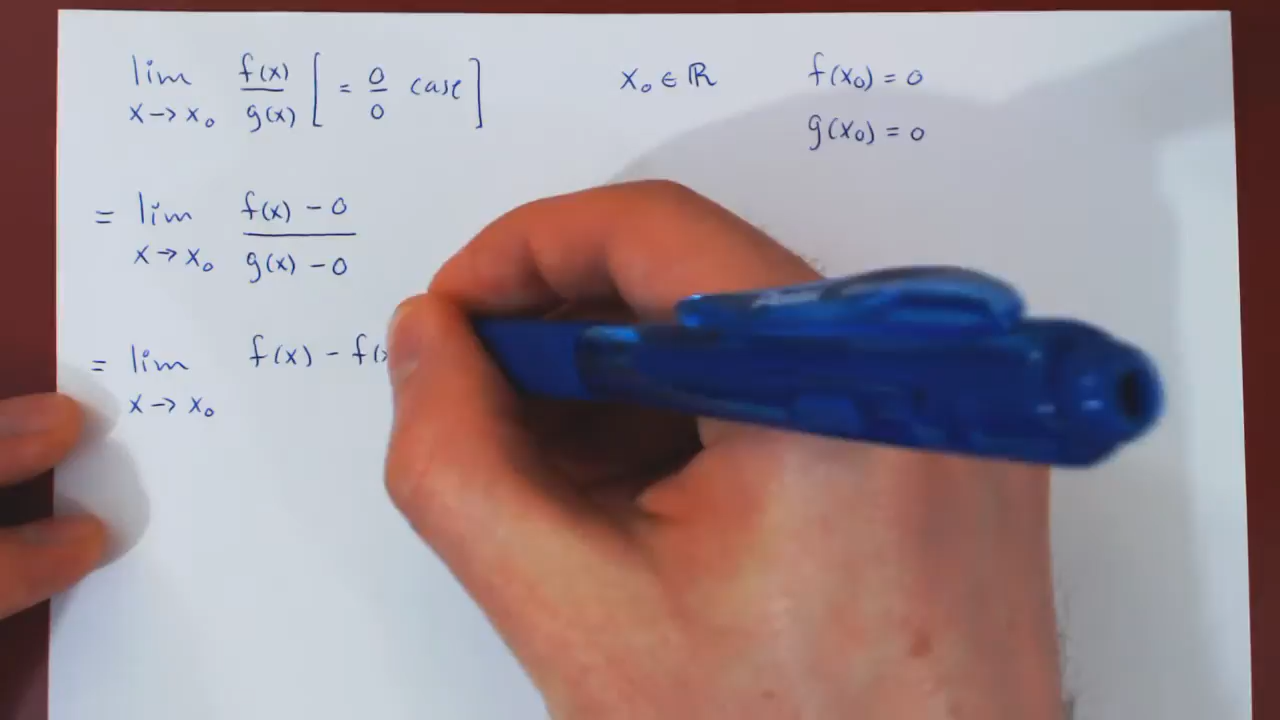 lim f(x)/g(x) [= 0/0 case] x₀ ∈ ℝ f(x₀) = 0
x → x₀ g(x₀) = 0
= lim f(x) − 0 / g(x) − 0
x → x₀
= lim f(x) − f(x
x → x₀